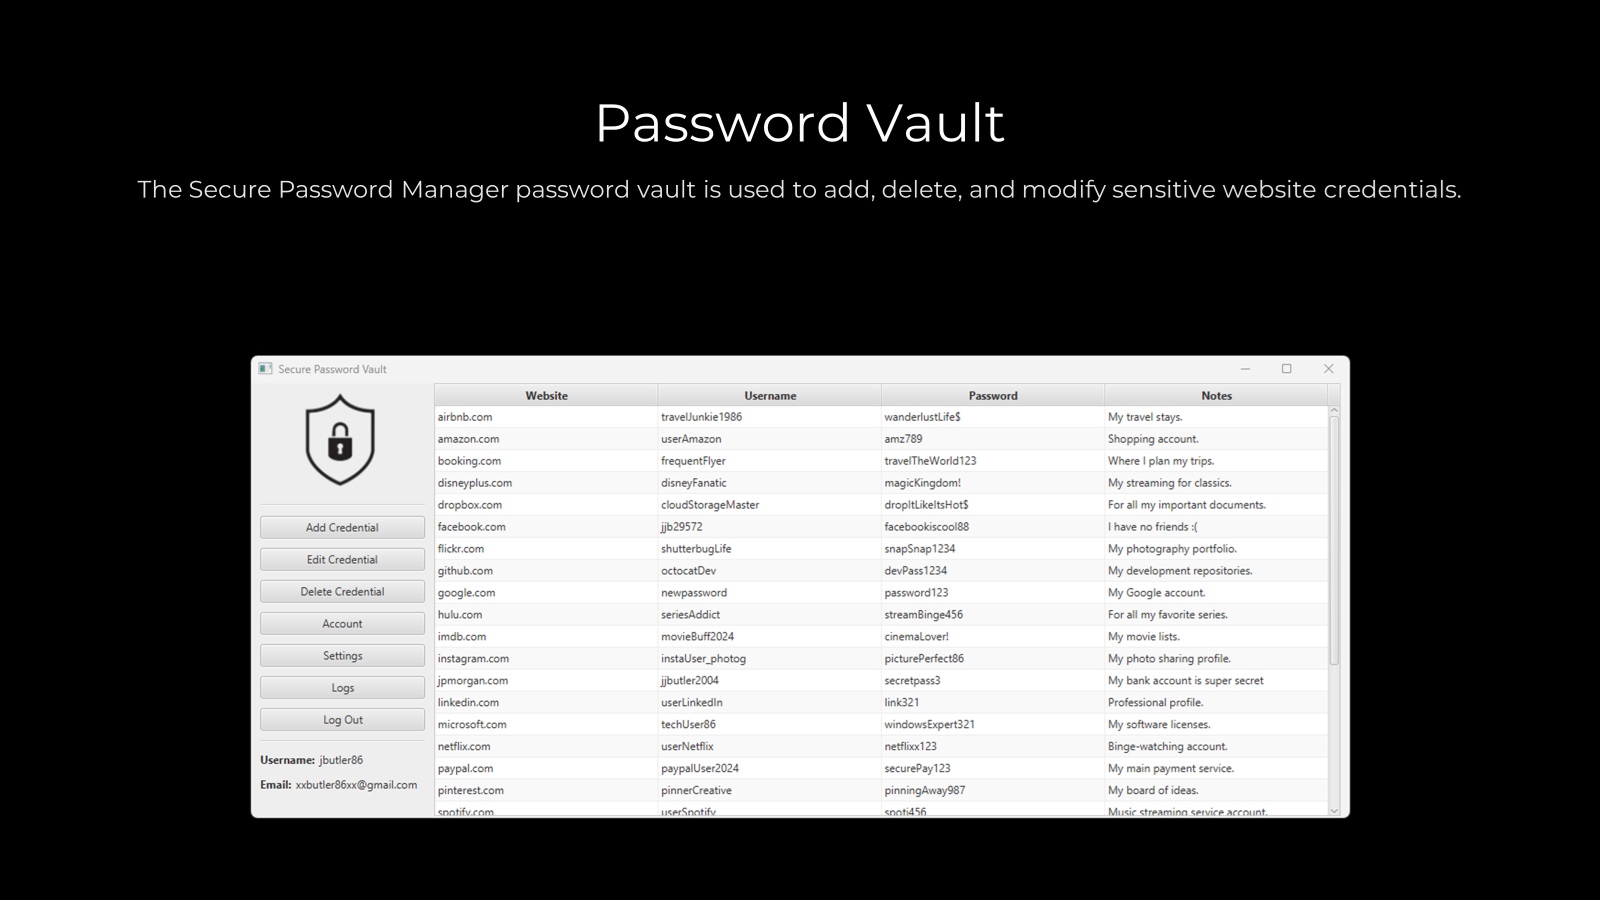 Password Vault
The Secure Password Manager password vault is used to add, delete, and modify sensitive website credentials.
Secure Password Vault
Add Credential
Edit Credential
Delete Credential
Account
Settings
Logs
Log Out
Username: jbutler86
Email: xxbutler86xx@gmail.com
Website Username Password Notes
airbnb.com travelJunkie1986 wanderlustLife$ My travel stays.
amazon.com userAmazon amz789 Shopping account.
booking.com frequentFlyer travelTheWorld123 Where I plan my trips.
disneyplus.com disneyFanatic magicKingdom! My streaming for classics.
dropbox.com cloudStorageMaster dropItLikeItsHot$ For all my important documents.
facebook.com jjb29572 facebookiscool88 I have no friends :(
flickr.com shutterbugLife snapSnap1234 My photography portfolio.
github.com octocatDev devPass1234 My development repositories.
google.com newpassword password123 My Google account.
hulu.com seriesAddict streamBinge456 For all my favorite series.
imdb.com movieBuff2024 cinemaLover! My movie lists.
instagram.com instaUser_photog picturePerfect86 My photo sharing profile.
jpmorgan.com jjbutler2004 secretpass3 My bank account is super secret
linkedin.com userLinkedIn link321 Professional profile.
microsoft.com techUser86 windowsExpert321 My software licenses.
netflix.com userNetflix netflixx123 Binge-watching account.
paypal.com paypalUser2024 securePay123 My main payment service.
pinterest.com pinnerCreative pinningAway987 My board of ideas.
spotify.com userSpotify spoti456 Music streaming service account.